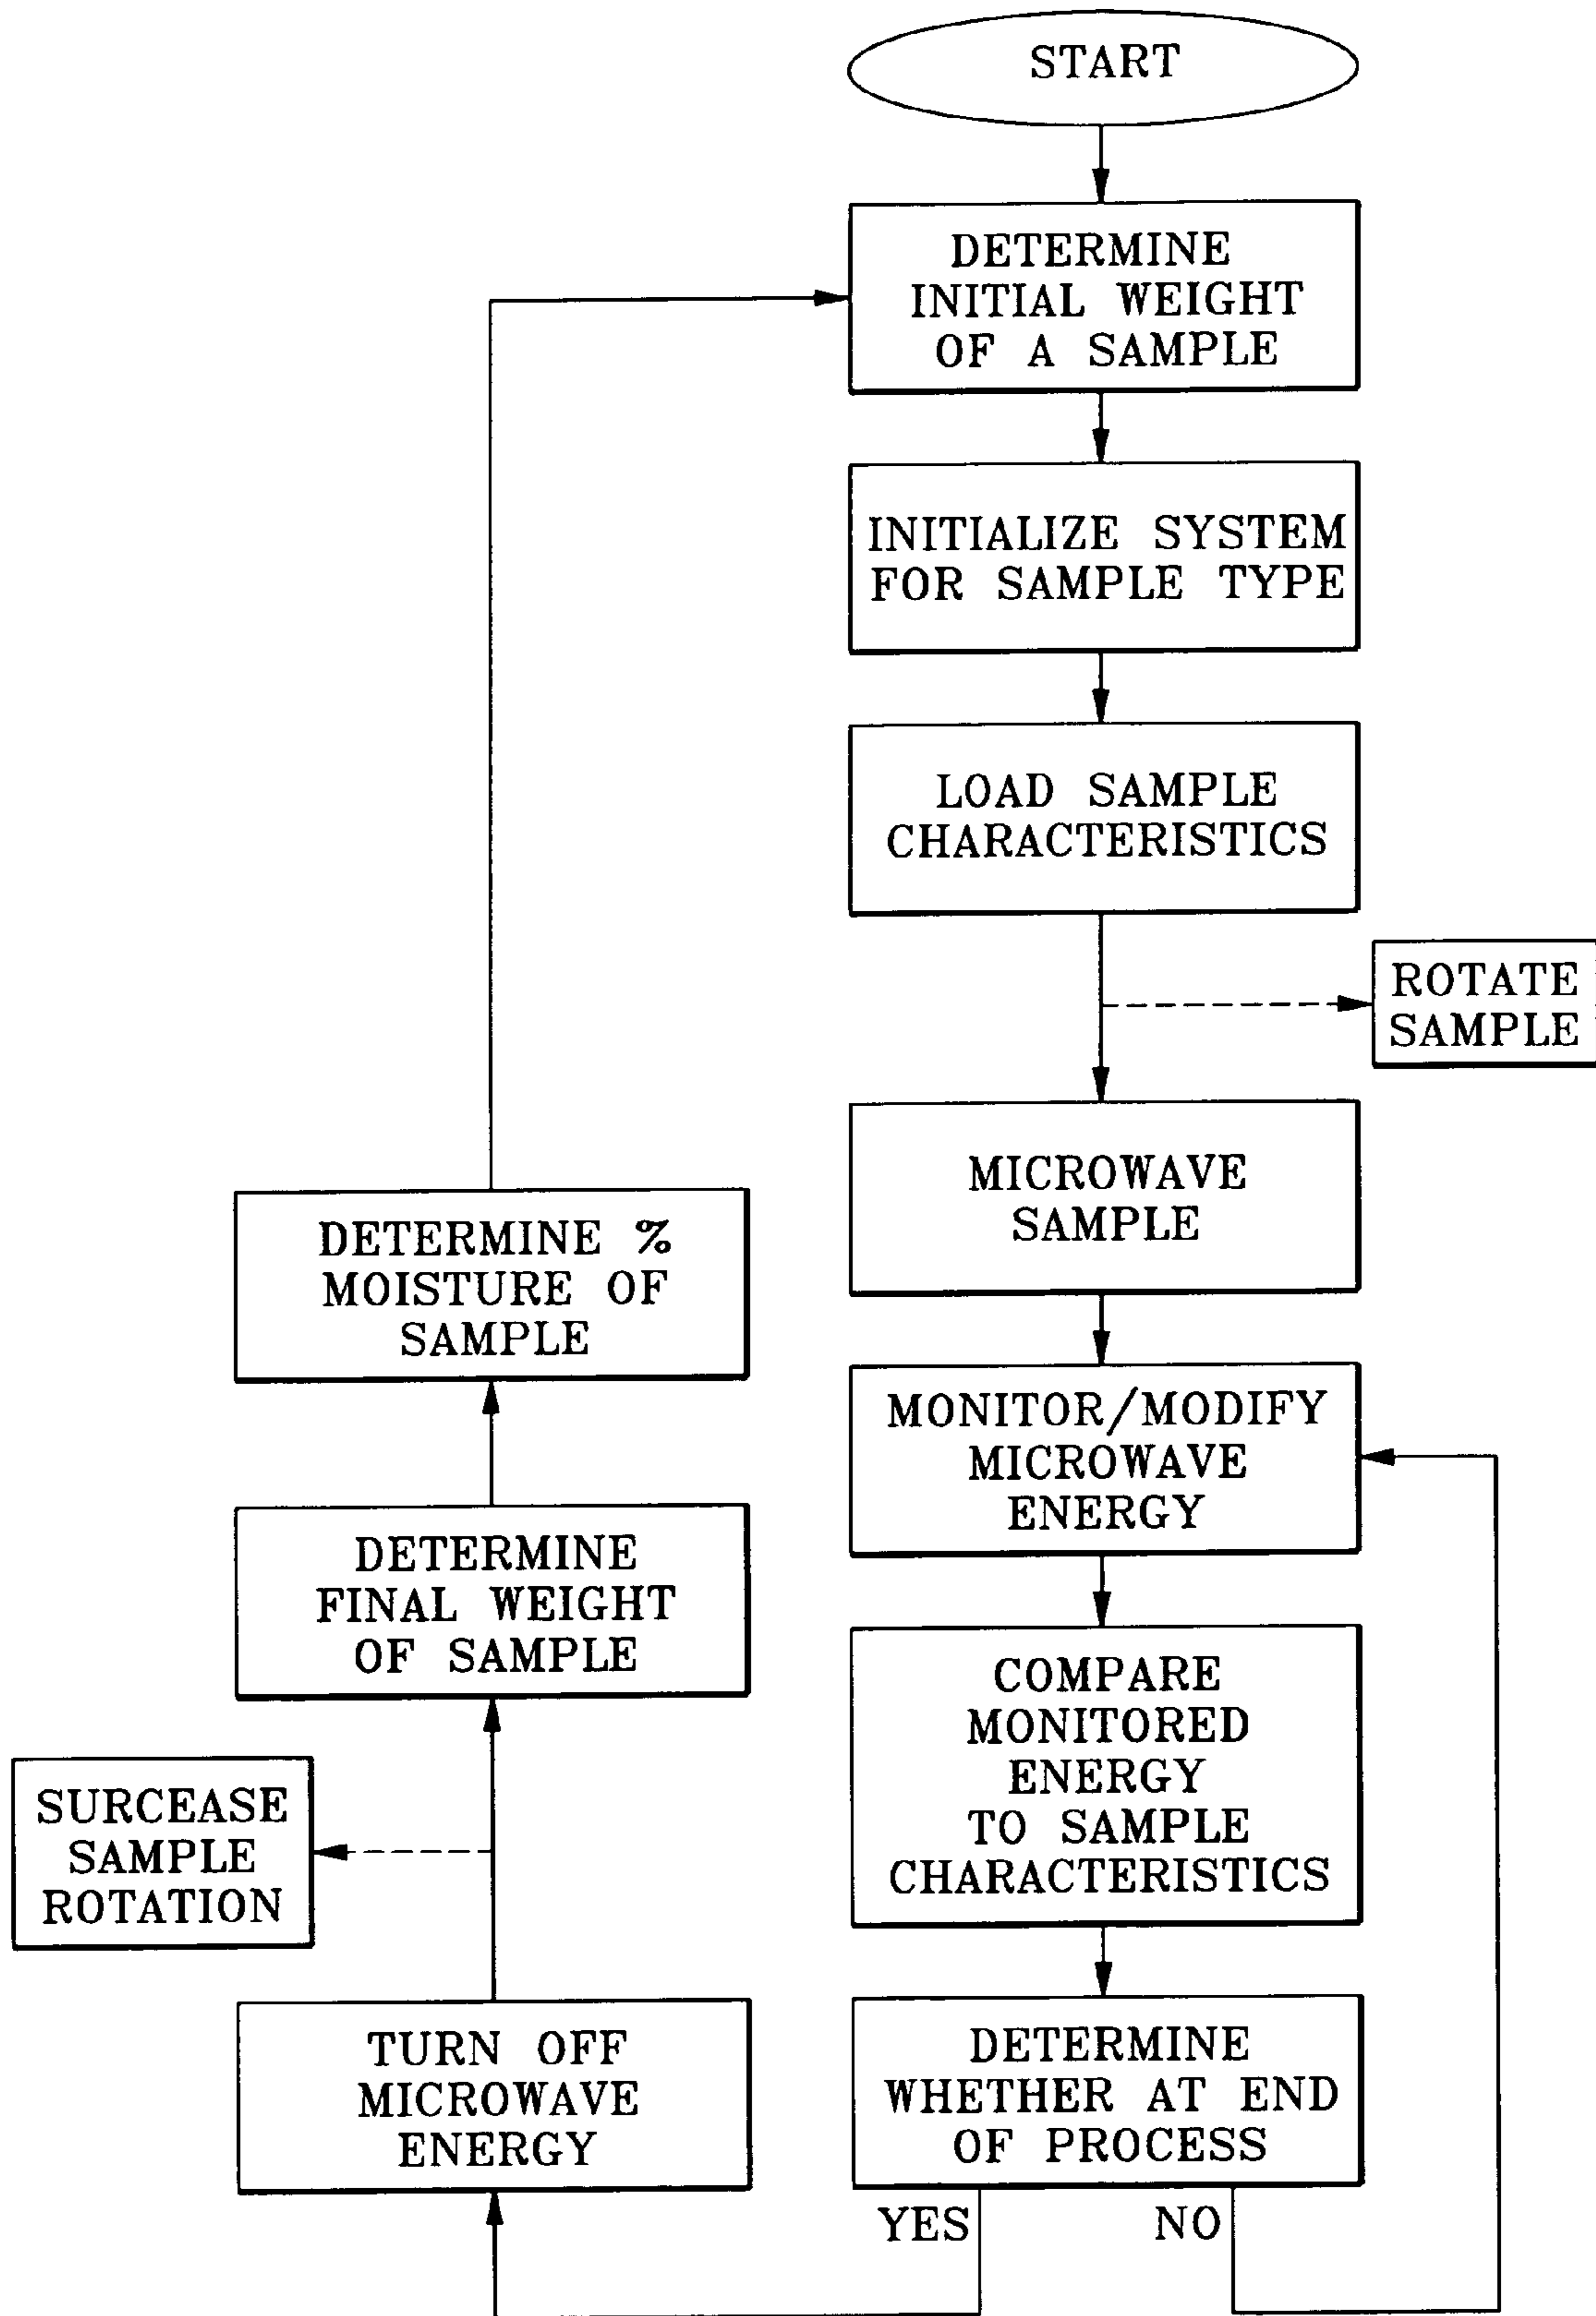 START
DETERMINE
INITIAL WEIGHT
OF A SAMPLE
INITIALIZE SYSTEM
FOR SAMPLE TYPE
LOAD SAMPLE
CHARACTERISTICS
ROTATE
SAMPLE
MICROWAVE
SAMPLE
MONITOR/MODIFY
MICROWAVE
ENERGY
COMPARE
MONITORED
ENERGY
TO SAMPLE
CHARACTERISTICS
DETERMINE
WHETHER AT END
OF PROCESS
YES
NO
TURN OFF
MICROWAVE
ENERGY
SURCEASE
SAMPLE
ROTATION
DETERMINE
FINAL WEIGHT
OF SAMPLE
DETERMINE %
MOISTURE OF
SAMPLE